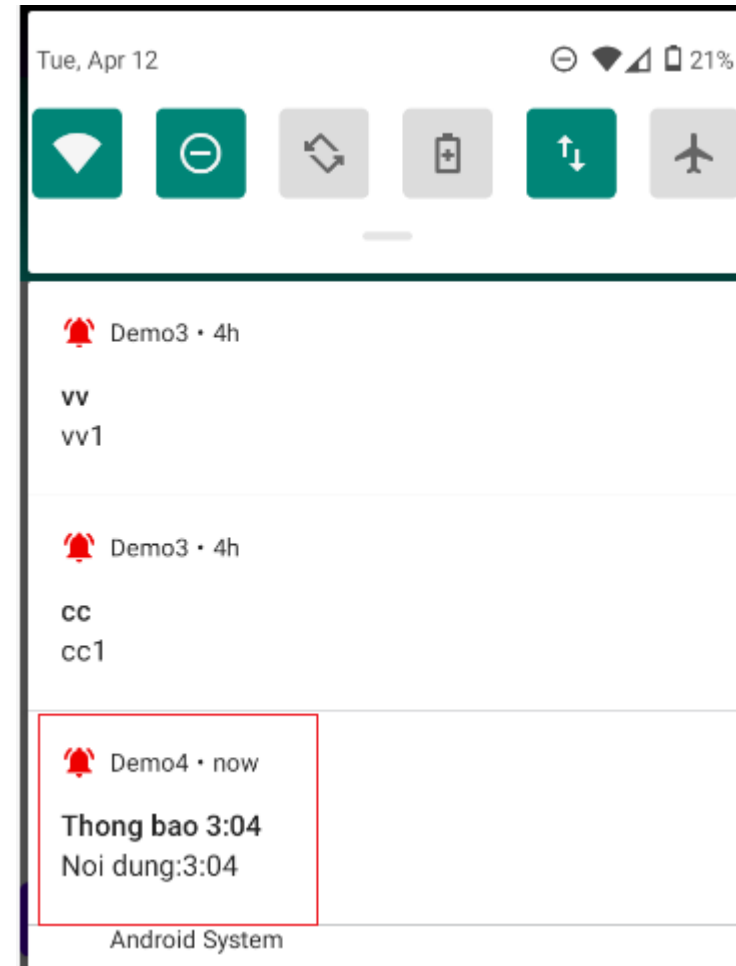 Tue, Apr 12 21%
Demo3 • 4h
vv
vv1
Demo3 • 4h
cc
cc1
Demo4 • now
Thong bao 3:04
Noi dung:3:04
Android System